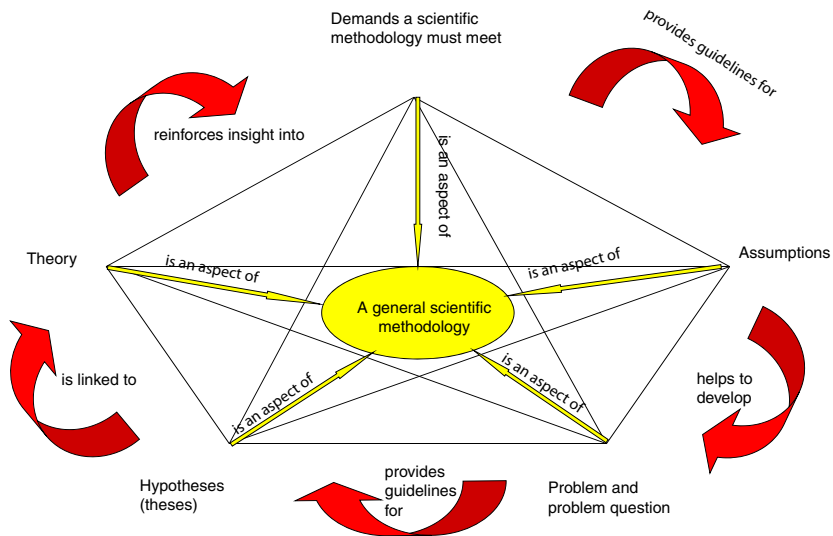 Demands a scientific
methodology must meet
provides guidelines for
reinforces insight into
is an aspect of
Theory
is an aspect of
is an aspect of
Assumptions
A general scientific
methodology
is linked to
is an aspect of
is an aspect of
helps to
develop
Hypotheses
(theses)
provides
guidelines
for
Problem and
problem question